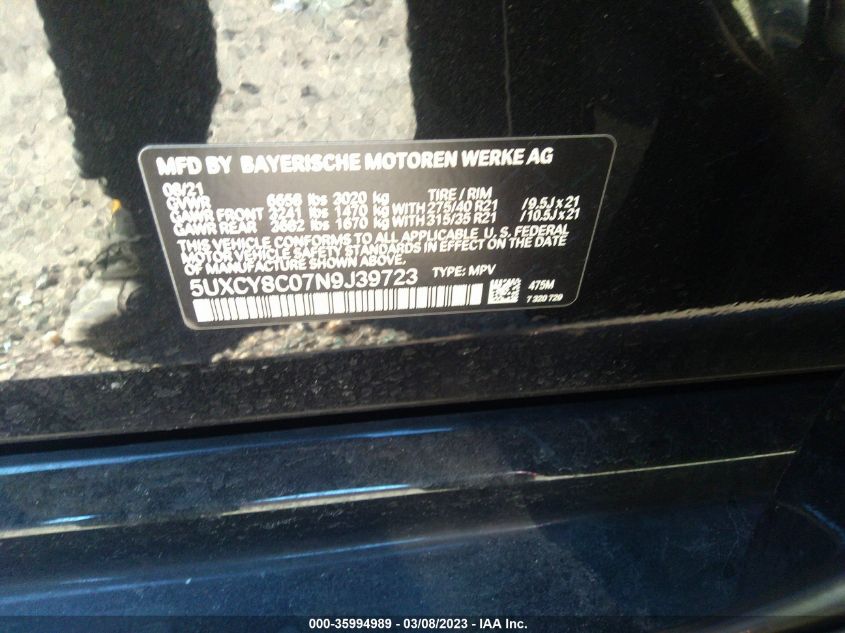 MFD BY BAYERISCHE MOTOREN WERKE AG
08/21 TIRE / RIM
GVWR 6658 lbs 3020 kg
GAWR FRONT 3241 lbs 1470 kg WITH 275/40 R21 /9.5J x 21
GAWR REAR 3682 lbs 1670 kg WITH 315/35 R21 /10.5J x 21
THIS VEHICLE CONFORMS TO ALL APPLICABLE U. S. FEDERAL
MOTOR VEHICLE SAFETY STANDARDS IN EFFECT ON THE DATE
OF MANUFACTURE SHOWN ABOVE.
5UXCY8C07N9J39723 TYPE: MPV
475M
7 320 729
000-35994989 - 03/08/2023 - IAA Inc.